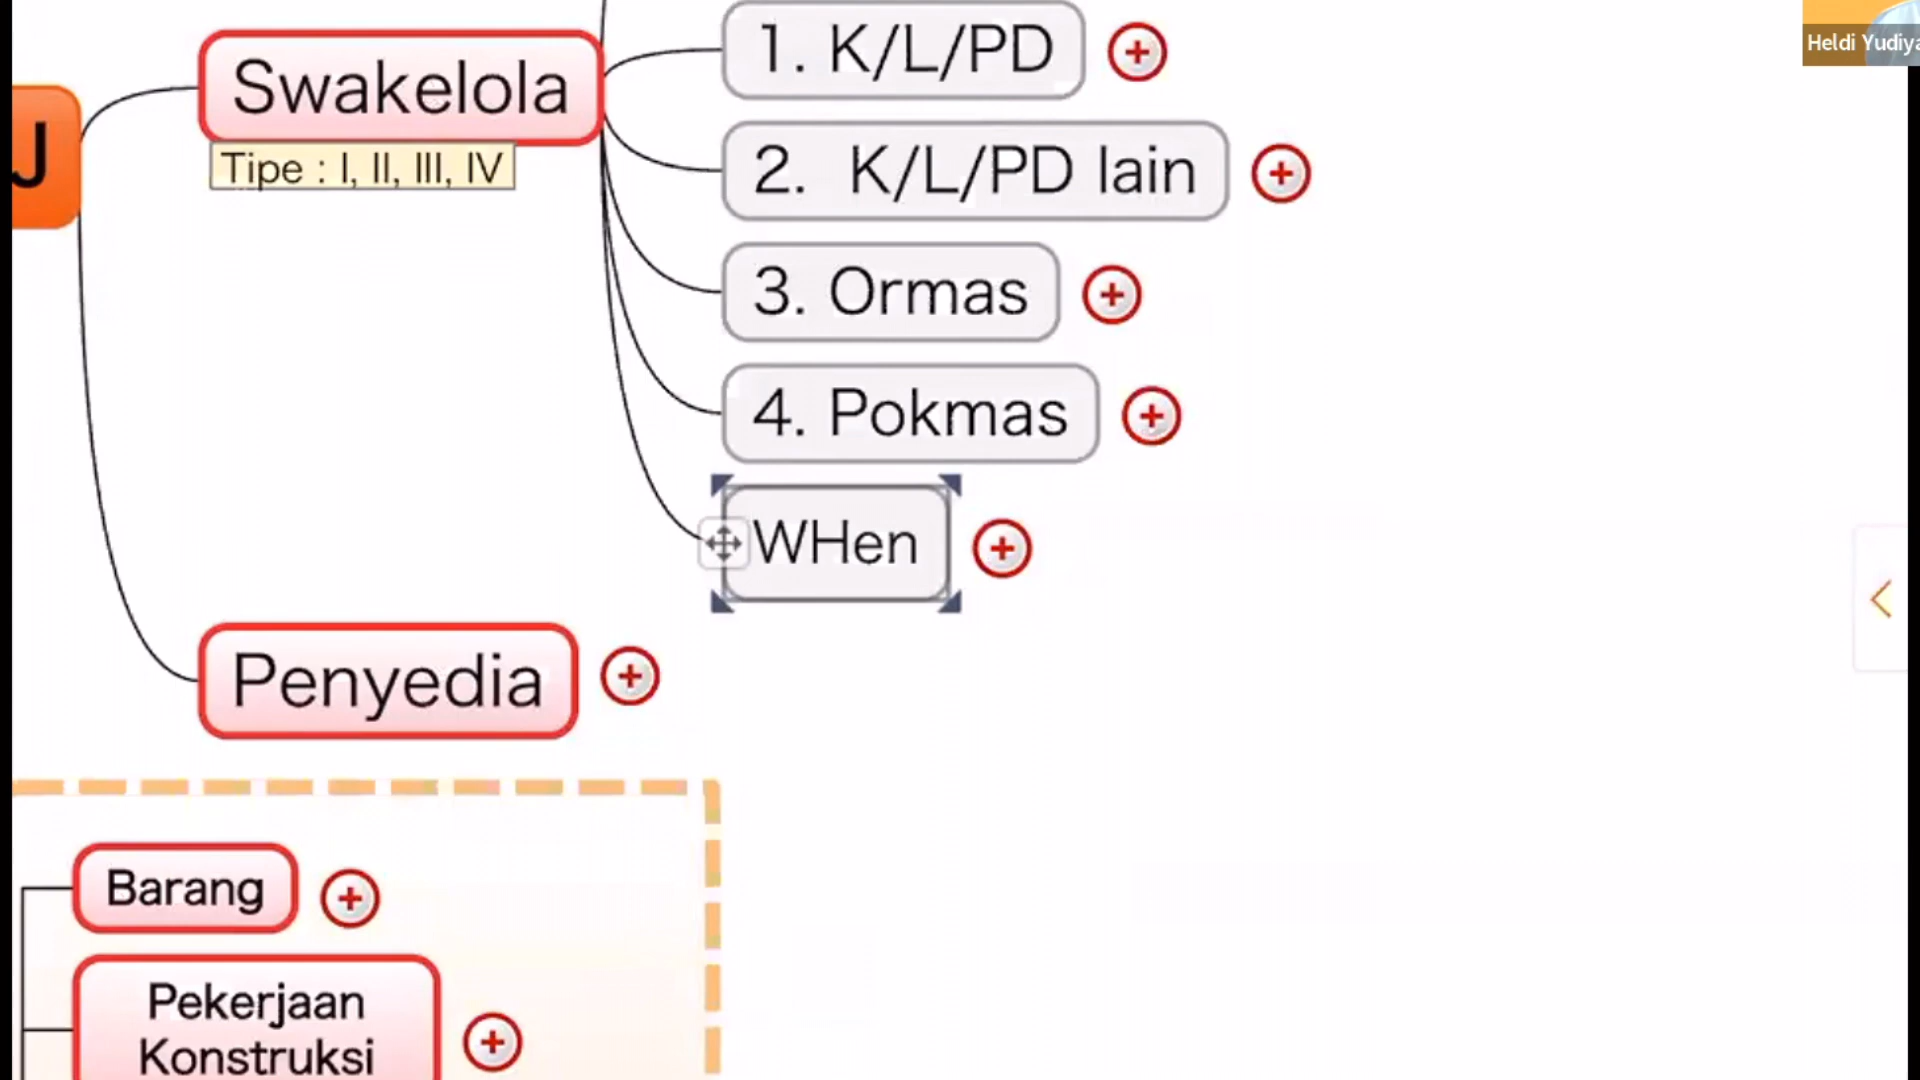 Heldi
J
Swakelola
Tipe : I, II, III, IV
1. K/L/PD
2. K/L/PD lain
3. Ormas
4. Pokmas
WHen
Penyedia
Barang
Pekerjaan
Konstruksi